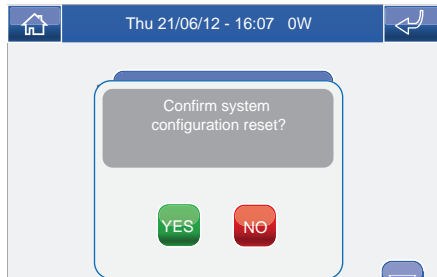 Thu 21/06/12 - 16:07 0W
Confirm system
configuration reset?
YES NO